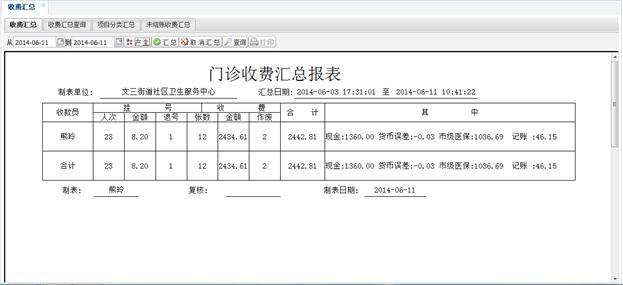 收费汇总
收费汇总 收费汇总查询 项目分类汇总 未结账收费汇总
从 2014-06-11 到 2014-06-11 产生 汇总 取消汇总 查询 打印
门诊收费汇总报表
制表单位: 文三街道社区卫生服务中心 汇总日期: 2014-06-03 17:31:01 至 2014-06-11 10:41:22
收款员 挂 号 收 费 合 计 其 中
人次 金额 退号 张数 金额 作废
熊玲 23 8.20 1 12 2434.61 2 2442.81 现金:1360.00 货币误差:-0.03 市级医保:1036.69 记账 :46.15
合计 23 8.20 1 12 2434.61 2 2442.81 现金:1360.00 货币误差:-0.03 市级医保:1036.69 记账 :46.15
制表: 熊玲 复核: 制表日期: 2014-06-11